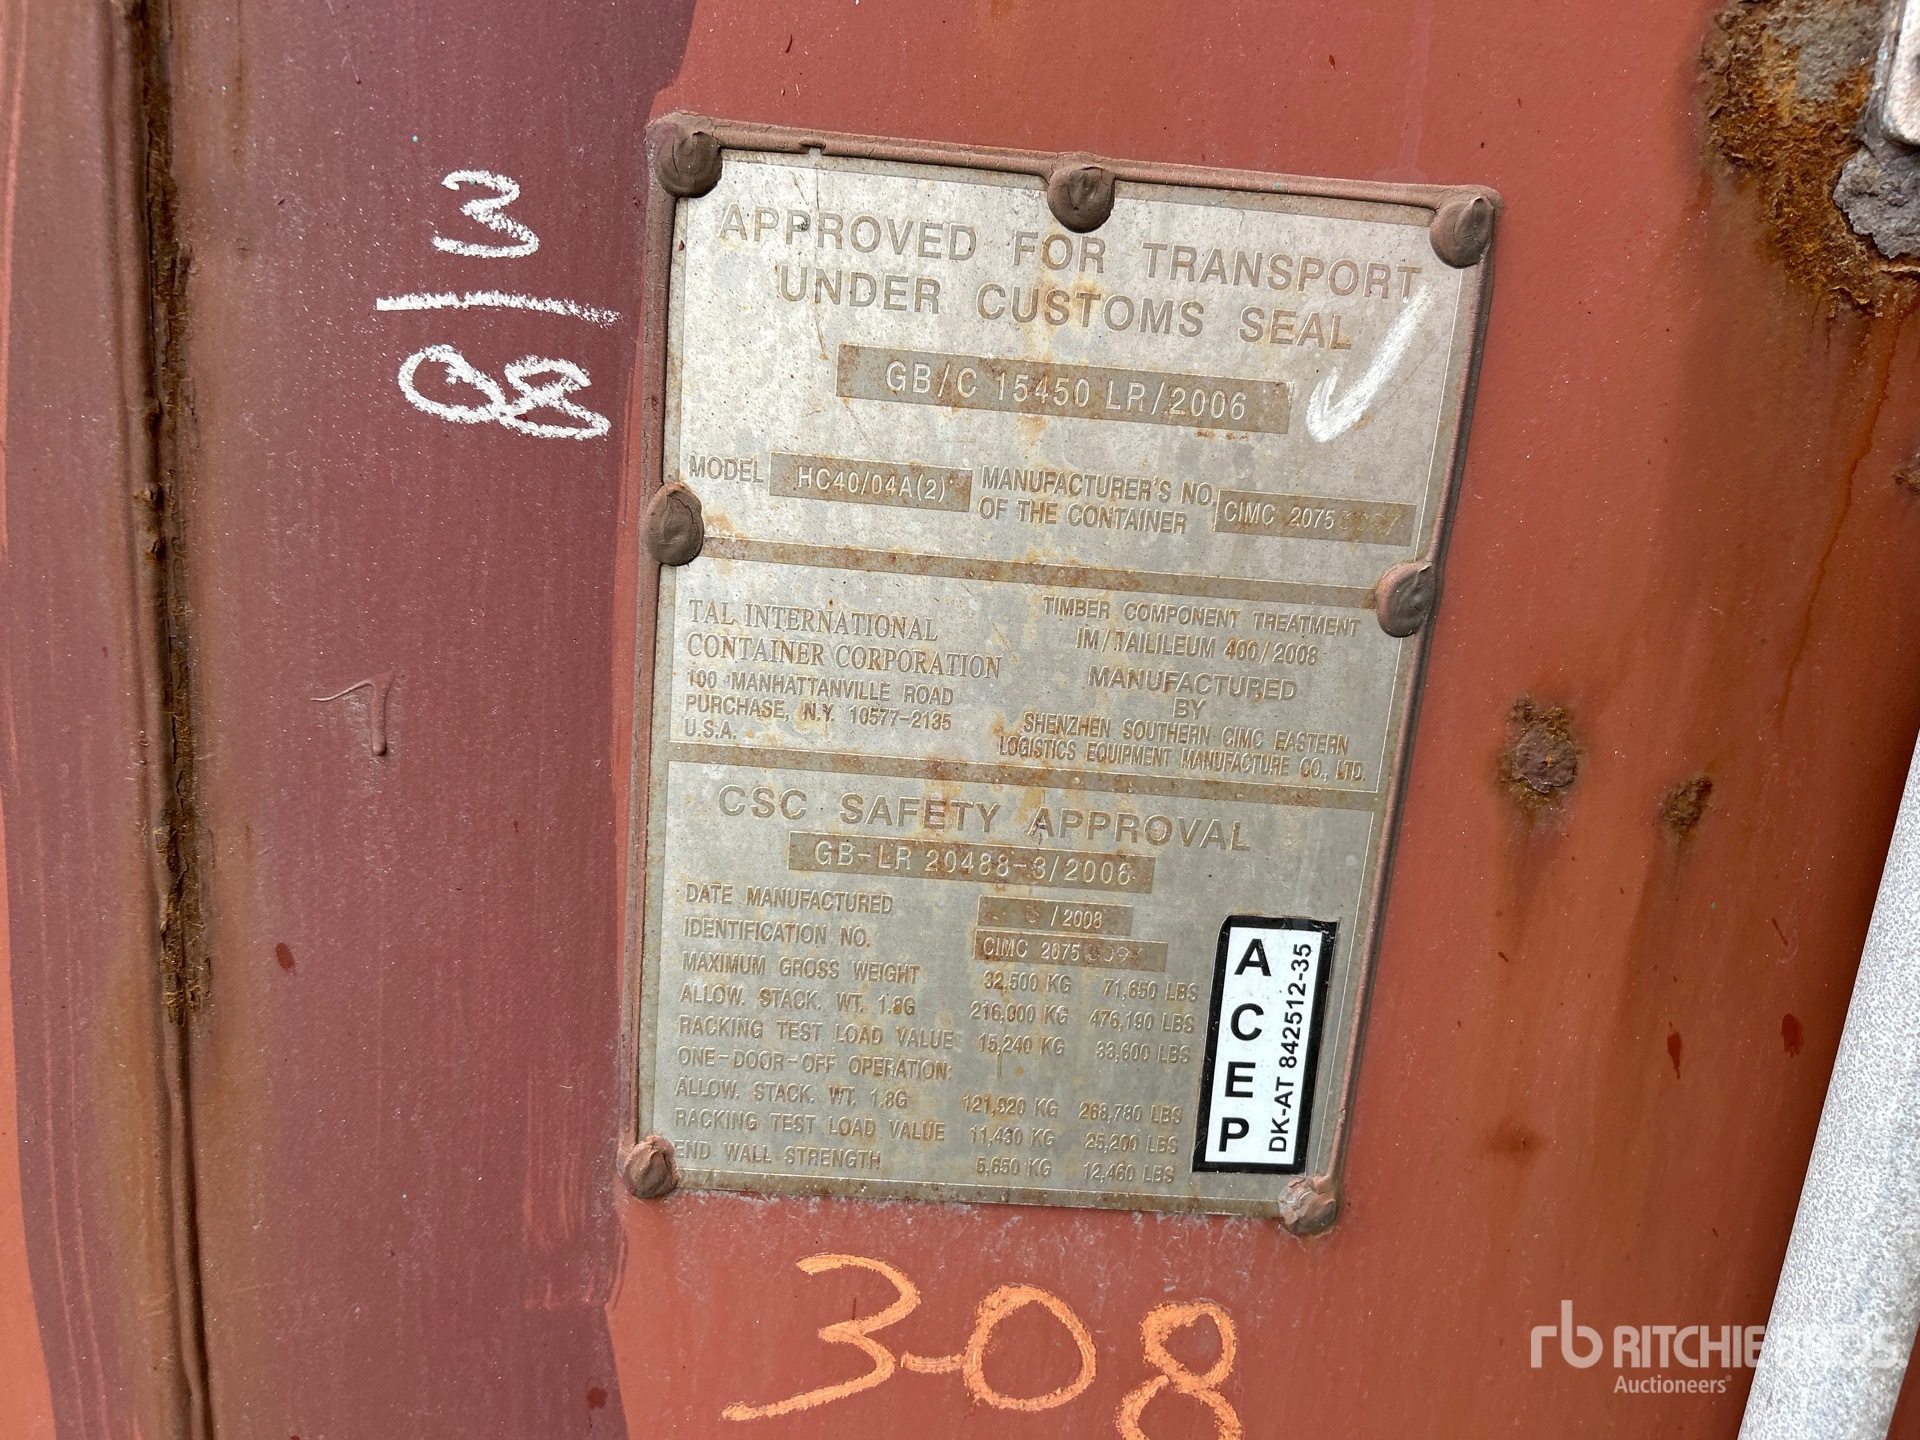 3
08
APPROVED FOR TRANSPORT
UNDER CUSTOMS SEAL
GB/C 15450 LR/2006
MODEL HC40/04A(2) MANUFACTURER'S NO.
OF THE CONTAINER CIMC
TAL INTERNATIONAL
CONTAINER CORPORATION
100 MANHATTANVILLE ROAD
PURCHASE, N.Y. 10577-2135
U.S.A.
TIMBER COMPONENT TREATMENT
IM/TAILILEUM 400/2008
MANUFACTURED
BY
SHENZHEN SOUTHERN CIMC EASTERN
LOGISTICS EQUIPMENT MANUFACTURE CO., LTD.
CSC SAFETY APPROVAL
GB-LR 20488-3/2006
DATE MANUFACTURED 3/2008
IDENTIFICATION NO. CIMC
MAXIMUM GROSS WEIGHT 32,500 KG 71,650 LBS
ALLOW. STACK. WT. 1.8G 216,000 KG 476,190 LBS
RACKING TEST LOAD VALUE 15,240 KG 33,600 LBS
ONE-DOOR-OFF OPERATION:
ALLOW. STACK. WT. 1.8G 121,920 KG 268,780 LBS
RACKING TEST LOAD VALUE 11,430 KG 25,200 LBS
END WALL STRENGTH 5,650 KG 12,460 LBS
ACEP
DK-AT 842512-35
3-08
rb RITCHIE BROS.
Auctioneers